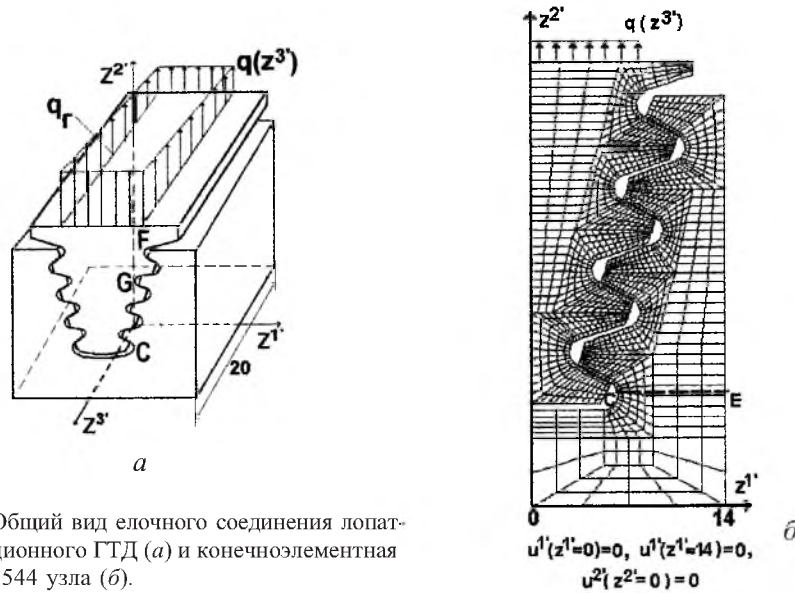 z²'
q(z³')
q_г
F
G
C
z¹'
20
z³'
а
z²'
q(z³')
C
E
z¹'
0
14
u¹'(z¹'=0)=0, u¹'(z¹'=14)=0,
u²'(z²'=0)=0
б
Общий вид елочного соединения лопат-
ционного ГТД (а) и конечноэлементная
544 узла (б).